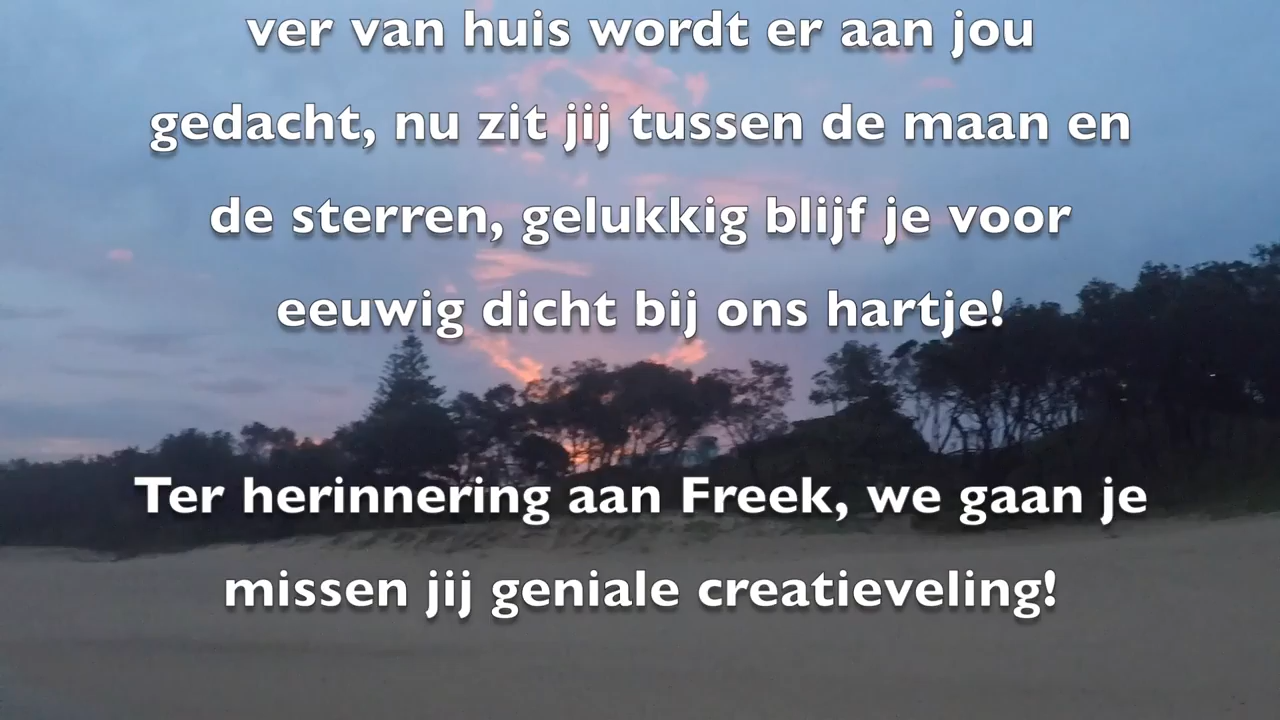 ver van huis wordt er aan jou
gedacht, nu zit jij tussen de maan en
de sterren, gelukkig blijf je voor
eeuwig dicht bij ons hartje!
Ter herinnering aan Freek, we gaan je
missen jij geniale creatieveling!